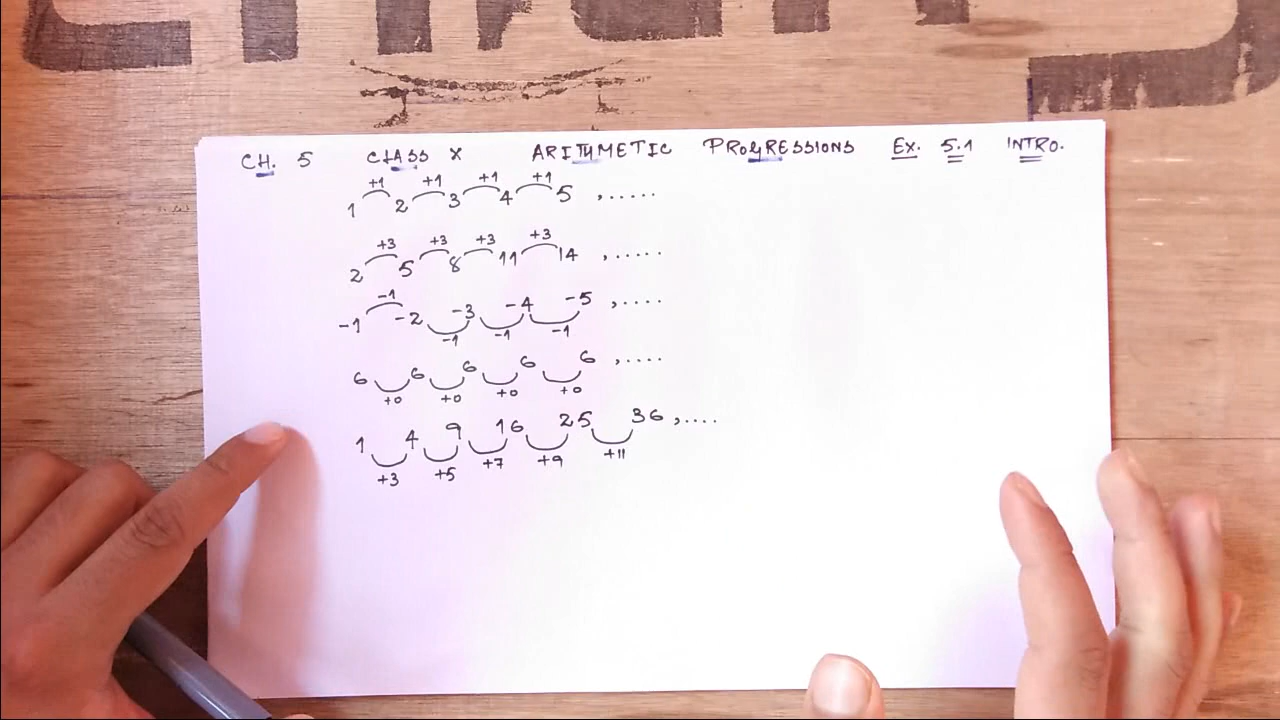 CH. 5 CLASS X ARITYMETIC PROGRESSIONS Ex. 5.1 INTRO.
+1 +1 +1 +1
1 2 3 4 5 ,.....
+3 +3 +3 +3
2 5 8 11 14 ,.....
-1
-1 -2 -3 -4 -5 ,....
-1 -1 -1
6 6 6 6 6 ,....
+0 +0 +0 +0
1 4 9 16 25 36 ,....
+3 +5 +7 +9 +11